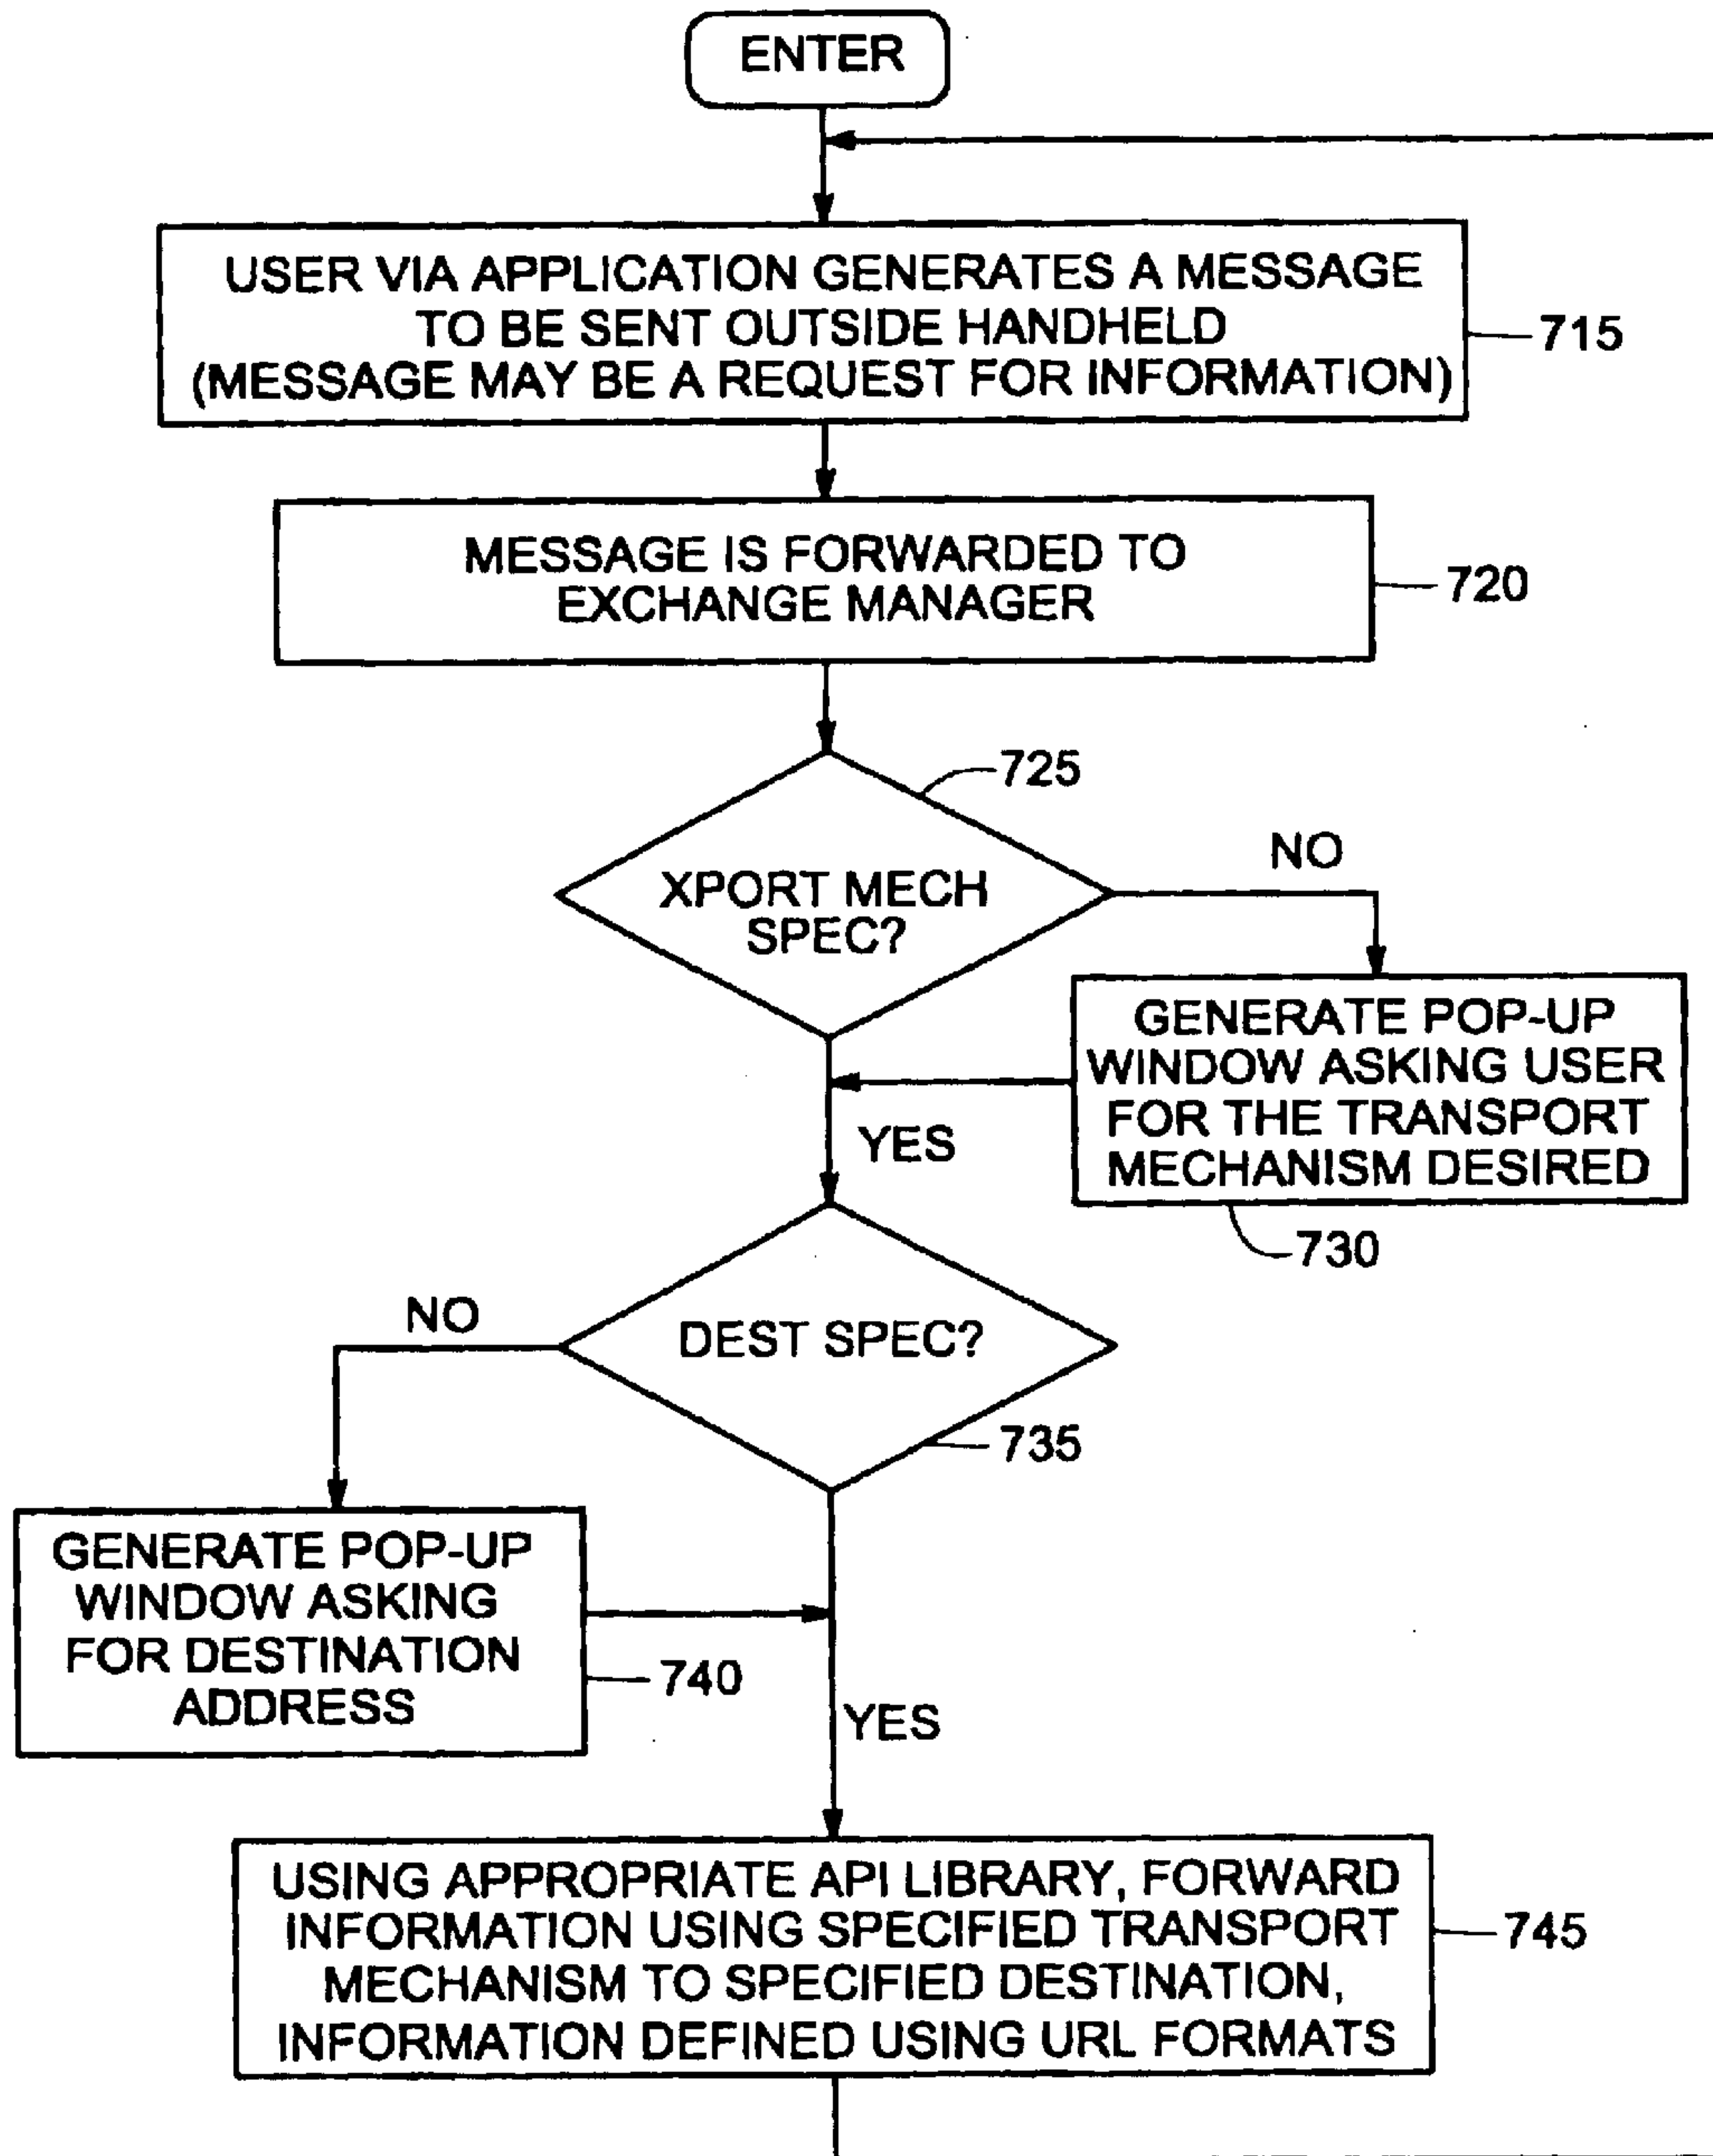 ENTER
USER VIA APPLICATION GENERATES A MESSAGE
TO BE SENT OUTSIDE HANDHELD
(MESSAGE MAY BE A REQUEST FOR INFORMATION)
715
MESSAGE IS FORWARDED TO
EXCHANGE MANAGER
720
725
XPORT MECH
SPEC?
NO
GENERATE POP-UP
WINDOW ASKING USER
FOR THE TRANSPORT
MECHANISM DESIRED
730
YES
DEST SPEC?
735
NO
GENERATE POP-UP
WINDOW ASKING
FOR DESTINATION
ADDRESS
740
YES
USING APPROPRIATE API LIBRARY, FORWARD
INFORMATION USING SPECIFIED TRANSPORT
MECHANISM TO SPECIFIED DESTINATION,
INFORMATION DEFINED USING URL FORMATS
745